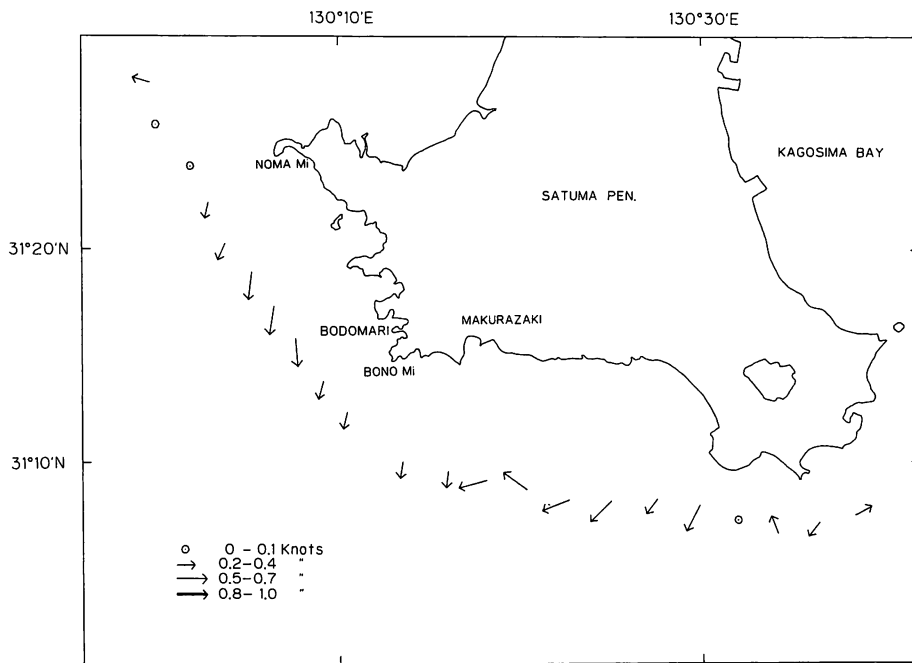 130°10'E
130°30'E
KAGOSIMA BAY
NOMA Mi
SATUMA PEN.
31°20'N
BODOMARI
MAKURAZAKI
BONO Mi
31°10'N
0 - 0.1 Knots
0.2-0.4 "
0.5-0.7 "
0.8- 1.0 "